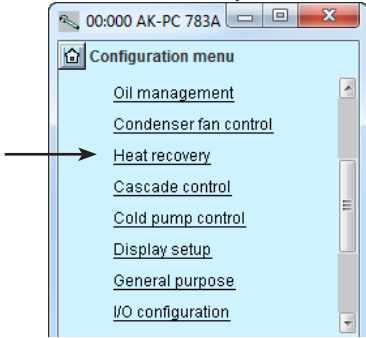 00:000 AK-PC 783A
Configuration menu
Oil management
Condenser fan control
Heat recovery
Cascade control
Cold pump control
Display setup
General purpose
I/O configuration